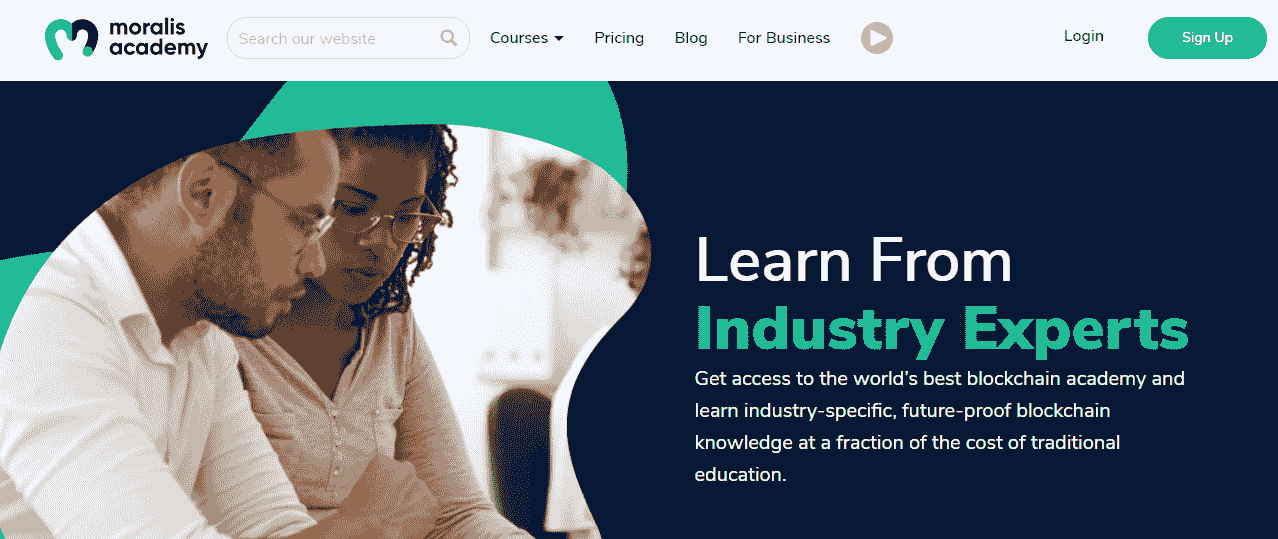 moralis
academy
Search our website
Courses
Pricing
Blog
For Business
Login
Sign Up
Learn From
Industry Experts
Get access to the world's best blockchain academy and
learn industry-specific, future-proof blockchain
knowledge at a fraction of the cost of traditional
education.